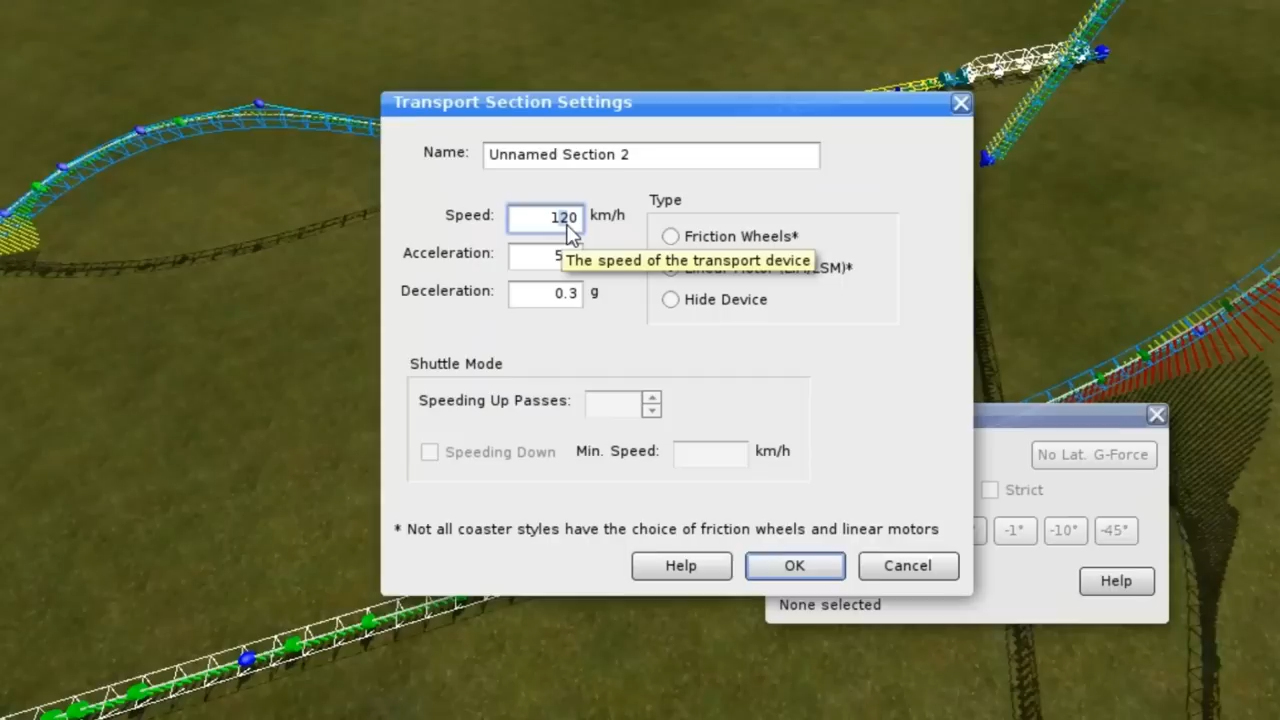 Transport Section Settings
Name: Unnamed Section 2
Speed: 120 km/h
Type
Friction Wheels*
Acceleration: 5
The speed of the transport device
Deceleration: 0.3 g
Hide Device
Shuttle Mode
Speeding Up Passes:
No Lat. G-Force
Speeding Down Min. Speed: km/h
Strict
* Not all coaster styles have the choice of friction wheels and linear motors
-1° -10° -45°
Help OK Cancel
Help
None selected